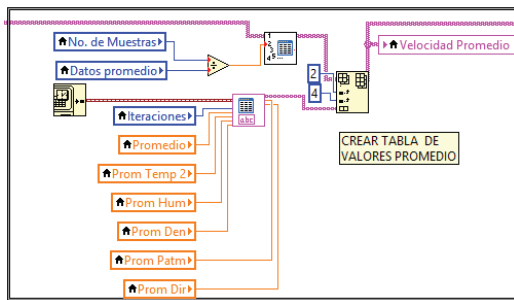 No. de Muestras
Datos promedio
Iteraciones
Promedio
Prom Temp 2
Prom Hum
Prom Den
Prom Patm
Prom Dir
abc
2
4
Velocidad Promedio
CREAR TABLA DE
VALORES PROMEDIO